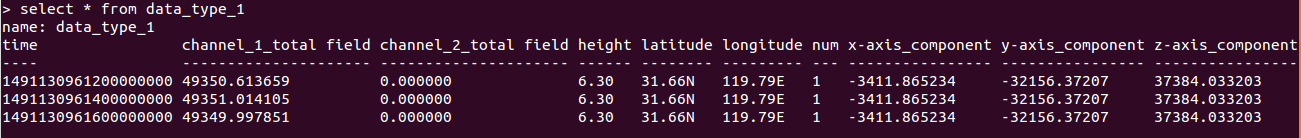 > select * from data_type_1
name: data_type_1
time channel_1_total field channel_2_total field height latitude longitude num x-axis_component y-axis_component z-axis_component
---- --------------------- --------------------- ------ -------- --------- --- ---------------- ---------------- ----------------
1491130961200000000 49350.613659 0.000000 6.30 31.66N 119.79E 1 -3411.865234 -32156.37207 37384.033203
1491130961400000000 49351.014105 0.000000 6.30 31.66N 119.79E 1 -3411.865234 -32156.37207 37384.033203
1491130961600000000 49349.997851 0.000000 6.30 31.66N 119.79E 1 -3411.865234 -32156.37207 37384.033203